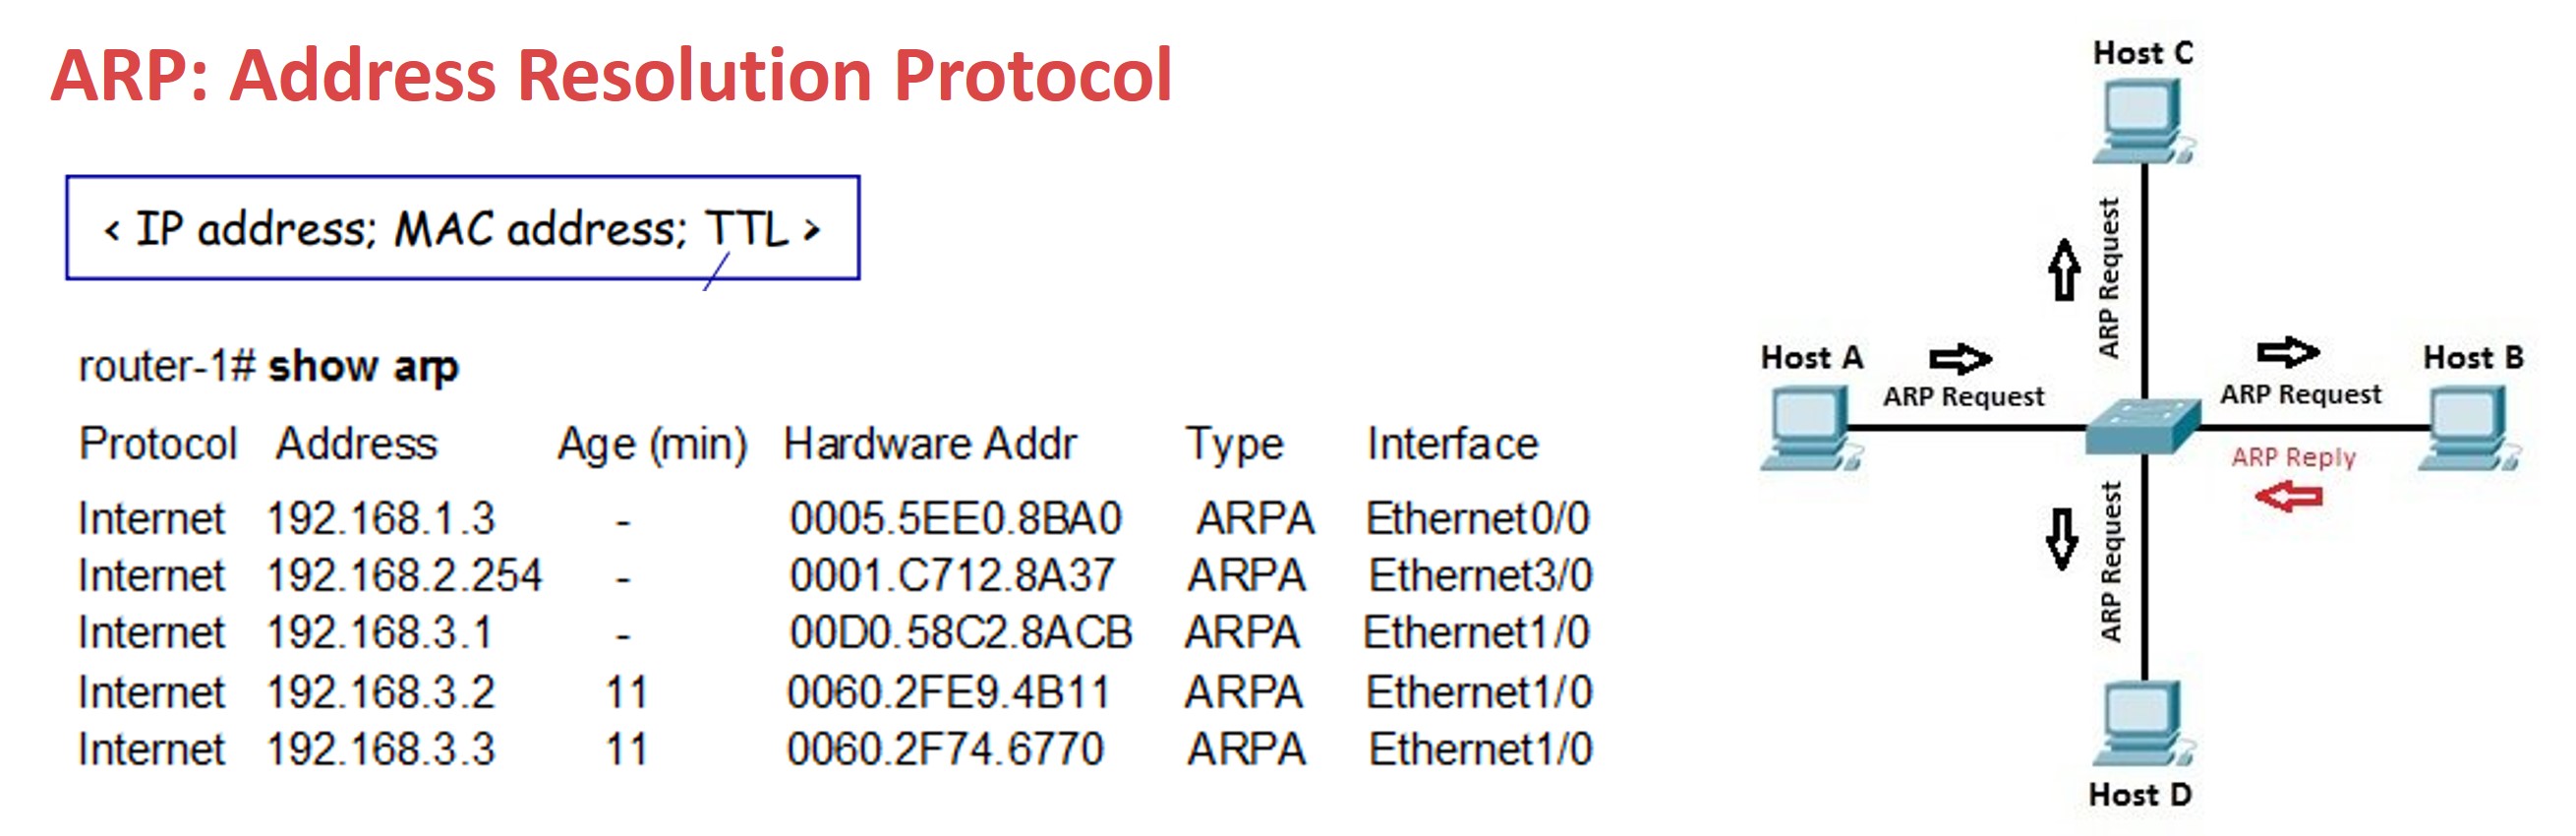 ARP: Address Resolution Protocol
< IP address; MAC address; TTL >
router-1# show arp
Protocol Address Age (min) Hardware Addr Type Interface
Internet 192.168.1.3 - 0005.5EE0.8BA0 ARPA Ethernet0/0
Internet 192.168.2.254 - 0001.C712.8A37 ARPA Ethernet3/0
Internet 192.168.3.1 - 00D0.58C2.8ACB ARPA Ethernet1/0
Internet 192.168.3.2 11 0060.2FE9.4B11 ARPA Ethernet1/0
Internet 192.168.3.3 11 0060.2F74.6770 ARPA Ethernet1/0
Host C
ARP Request
Host A
ARP Request
Host B
ARP Request
ARP Reply
ARP Request
Host D